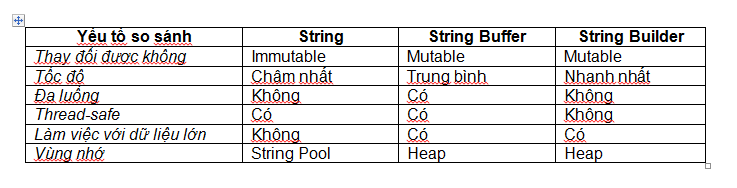 Yếu tố so sánh String String Buffer String Builder
Thay đổi được không Immutable Mutable Mutable
Tốc độ Chậm nhất Trung bình Nhanh nhất
Đa luồng Không Có Không
Thread-safe Có Có Không
Làm việc với dữ liệu lớn Không Có Có
Vùng nhớ String Pool Heap Heap